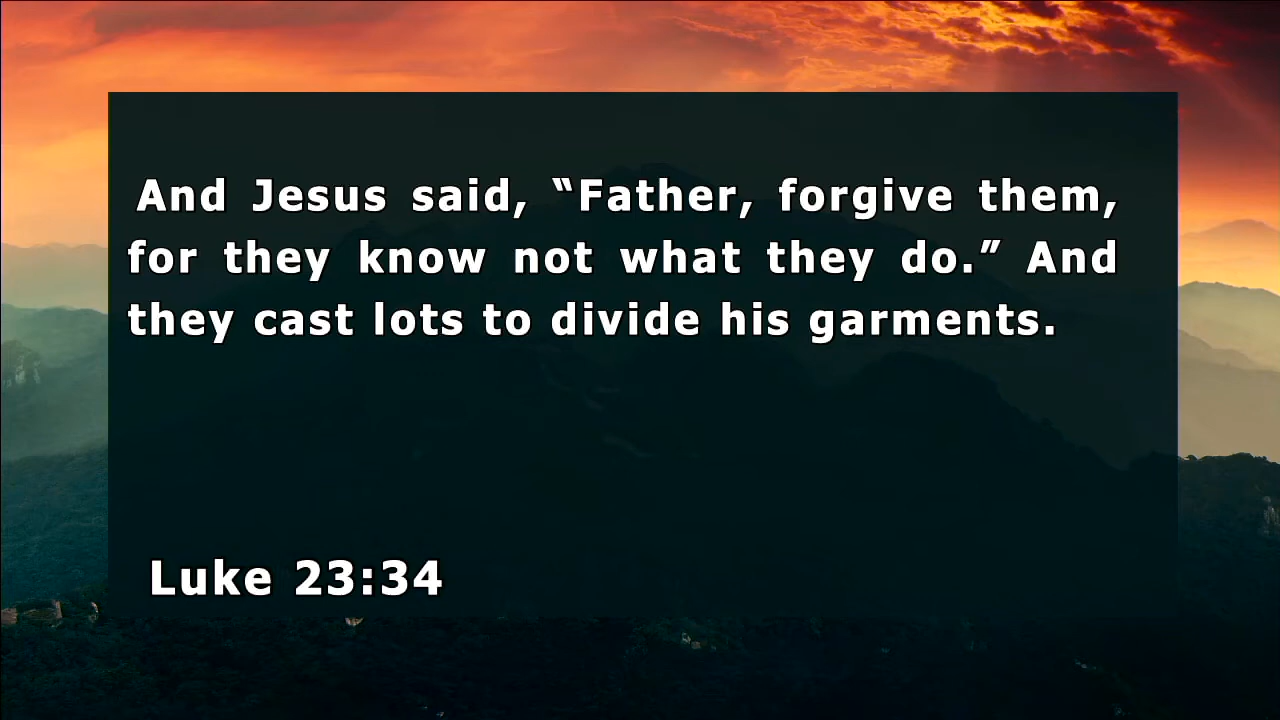 And Jesus said, “Father, forgive them,
for they know not what they do.” And
they cast lots to divide his garments.
Luke 23:34